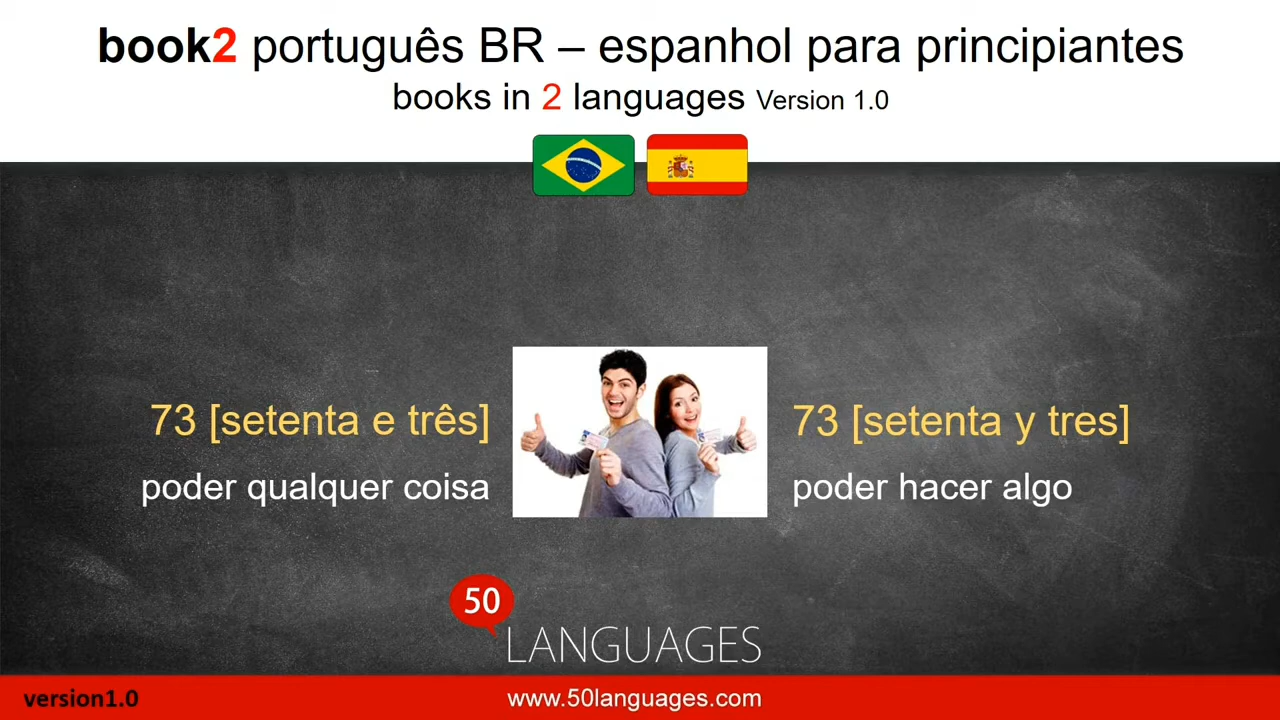 book2 português BR – espanhol para principiantes
books in 2 languages Version 1.0
73 [setenta e três]
poder qualquer coisa
73 [setenta y tres]
poder hacer algo
50
LANGUAGES
version1.0
www.50languages.com